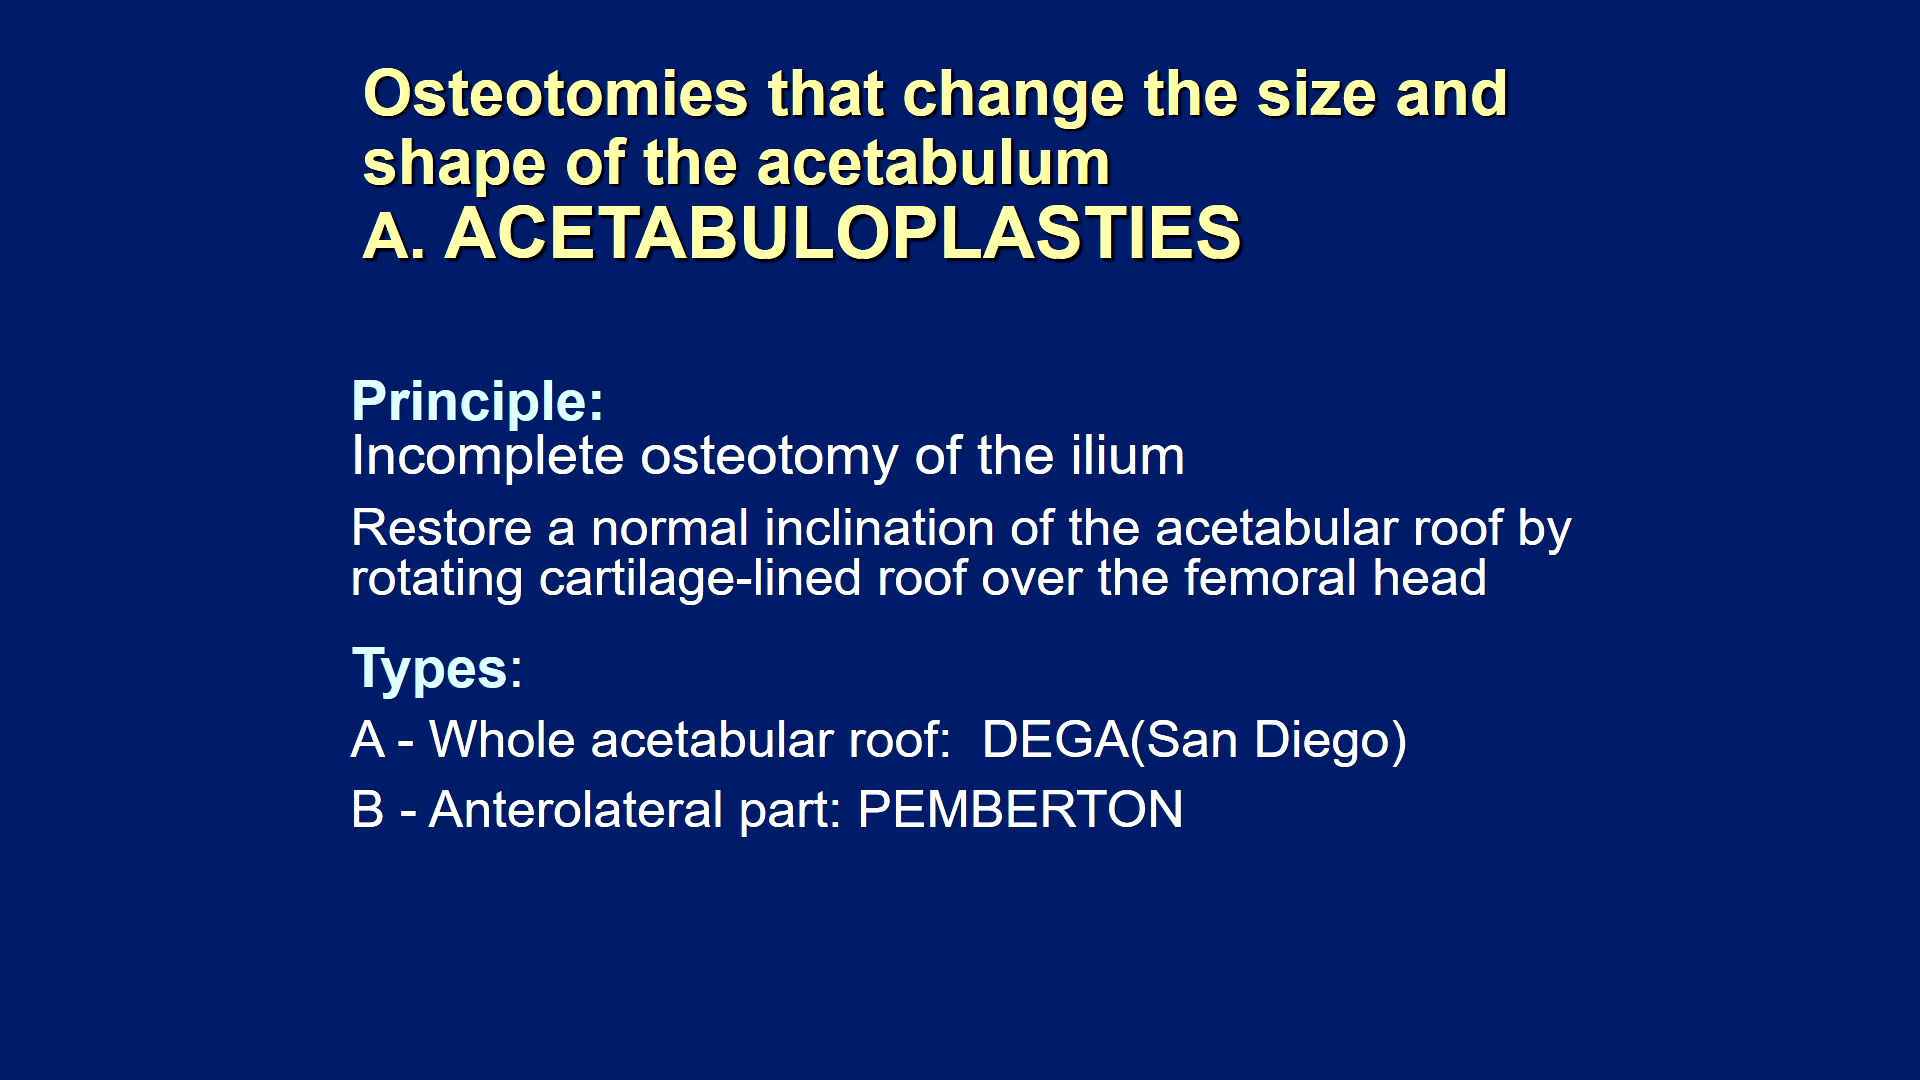 Osteotomies that change the size and
shape of the acetabulum
A. ACETABULOPLASTIES
Principle:
Incomplete osteotomy of the ilium
Restore a normal inclination of the acetabular roof by
rotating cartilage-lined roof over the femoral head
Types:
A - Whole acetabular roof:  DEGA(San Diego)
B - Anterolateral part: PEMBERTON